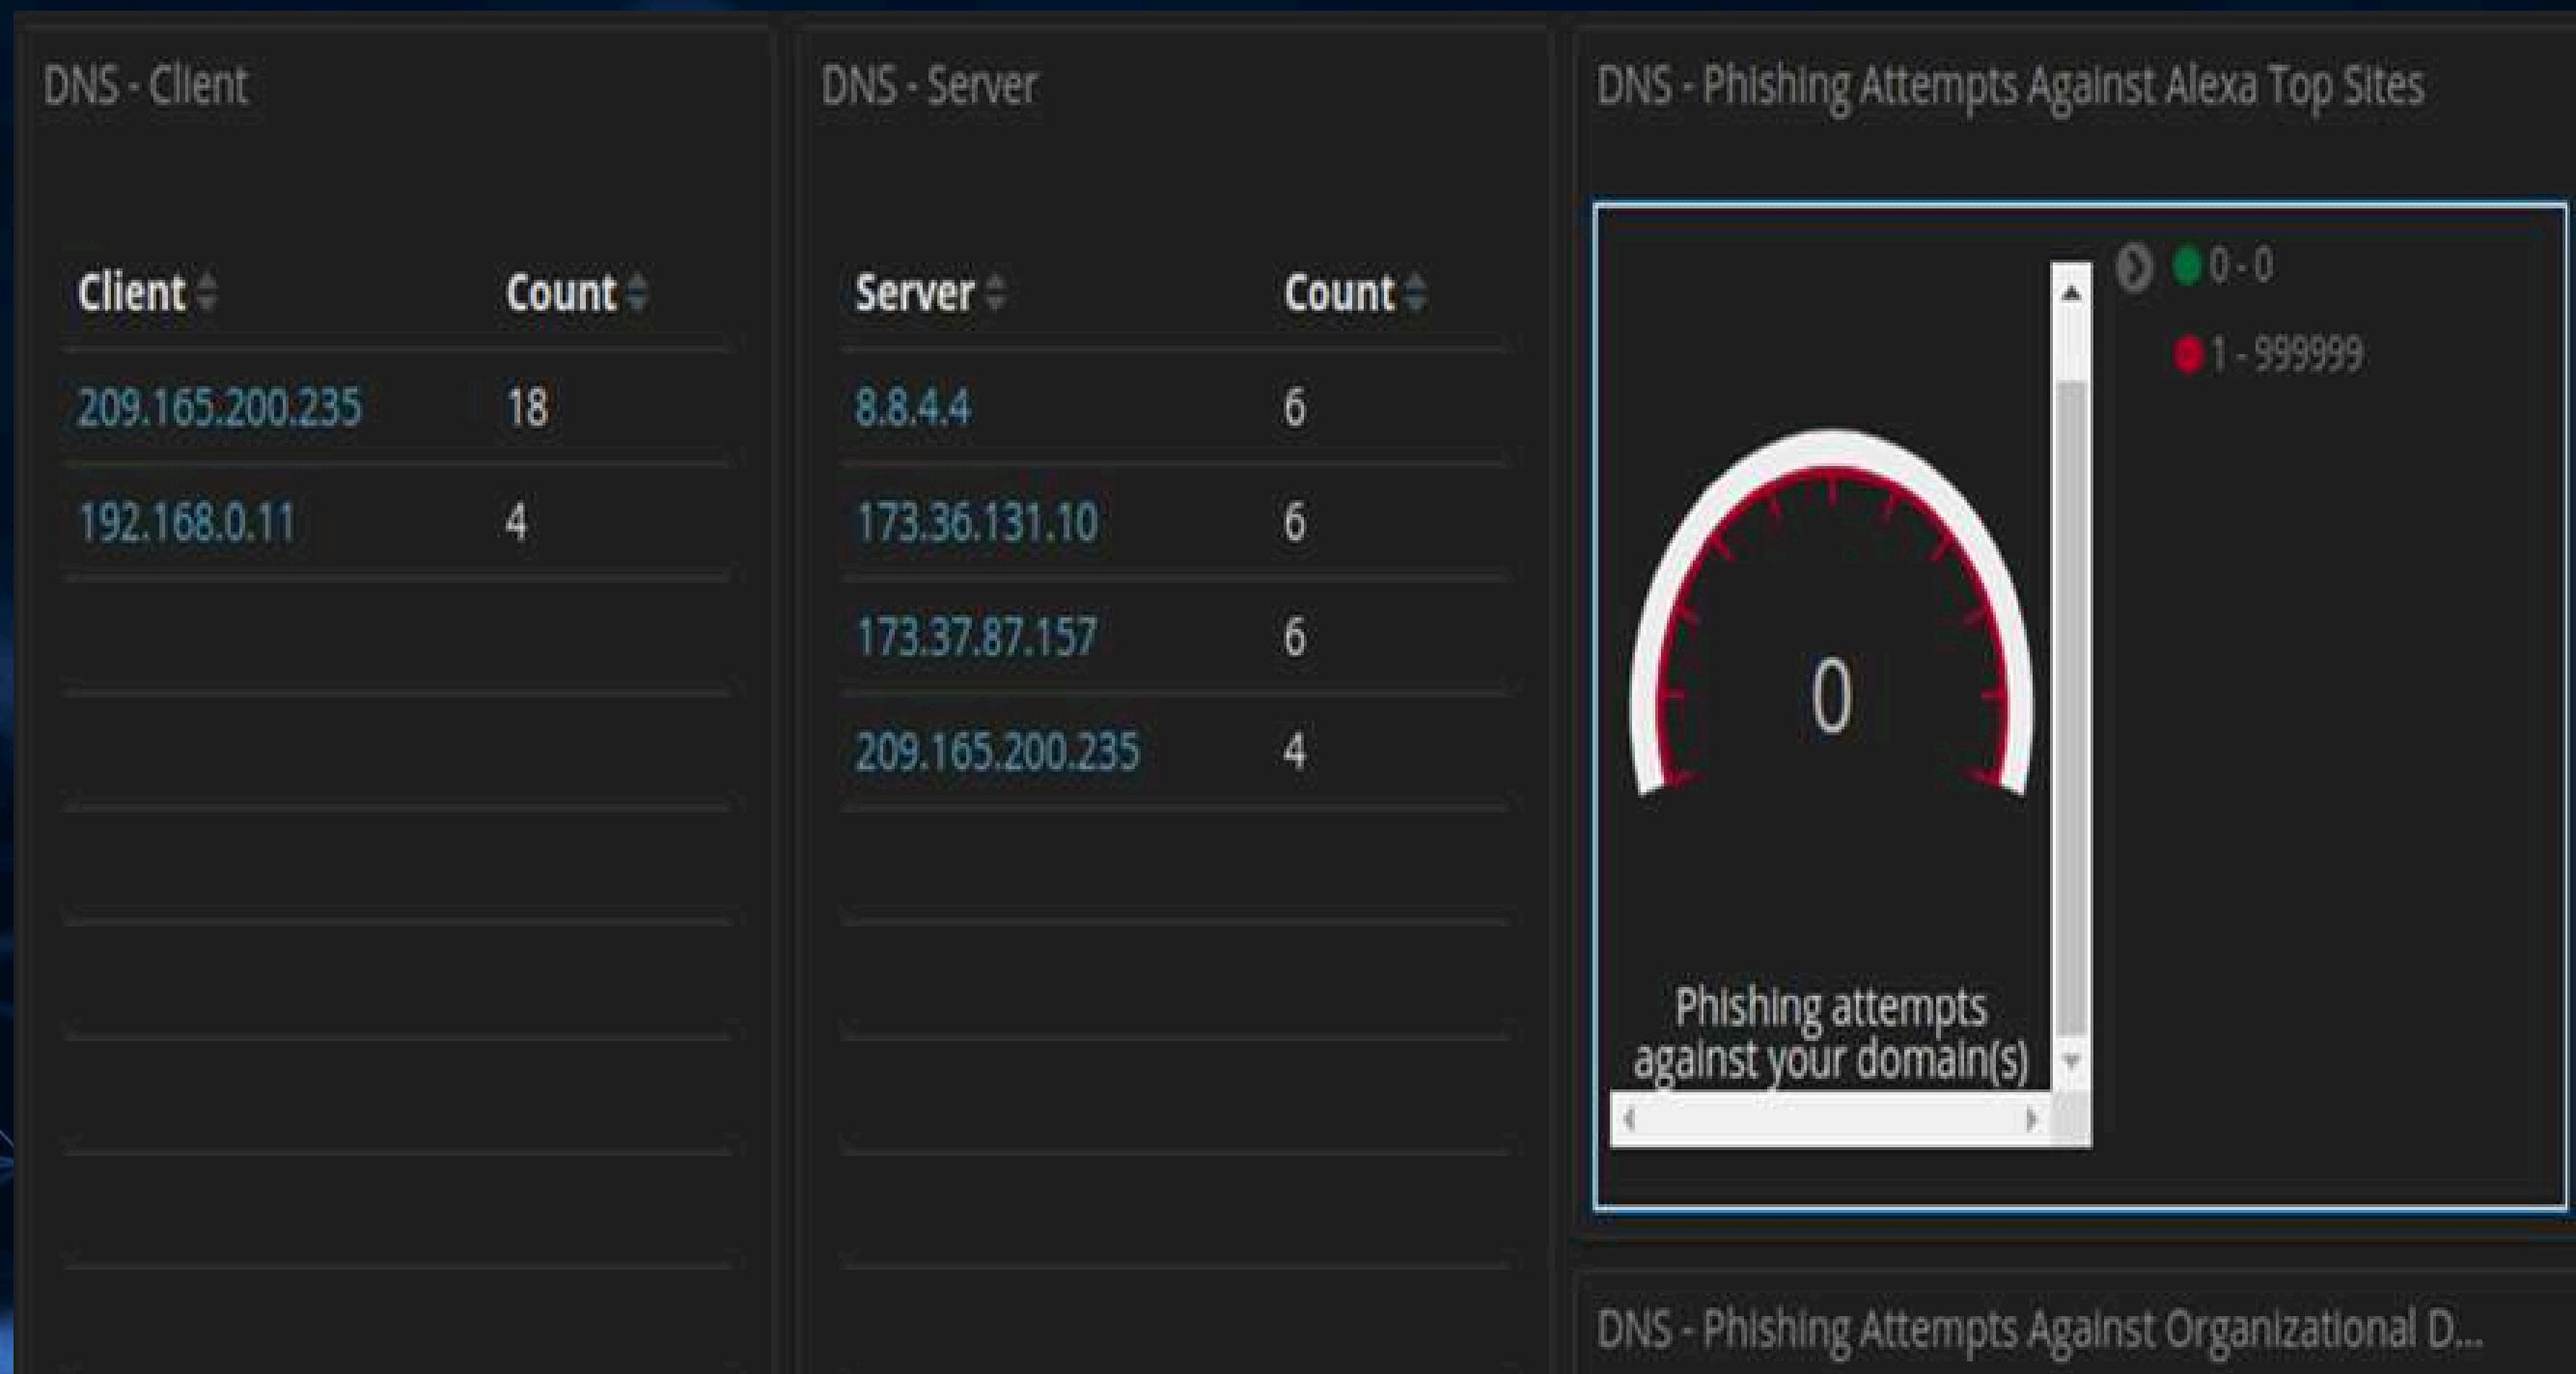 DNS - Client
Client Count
209.165.200.235 18
192.168.0.11 4
DNS - Server
Server Count
8.8.4.4 6
173.36.131.10 6
173.37.87.157 6
209.165.200.235 4
DNS - Phishing Attempts Against Alexa Top Sites
0 - 0
1 - 999999
0
Phishing attempts
against your domain(s)
DNS - Phishing Attempts Against Organizational D...